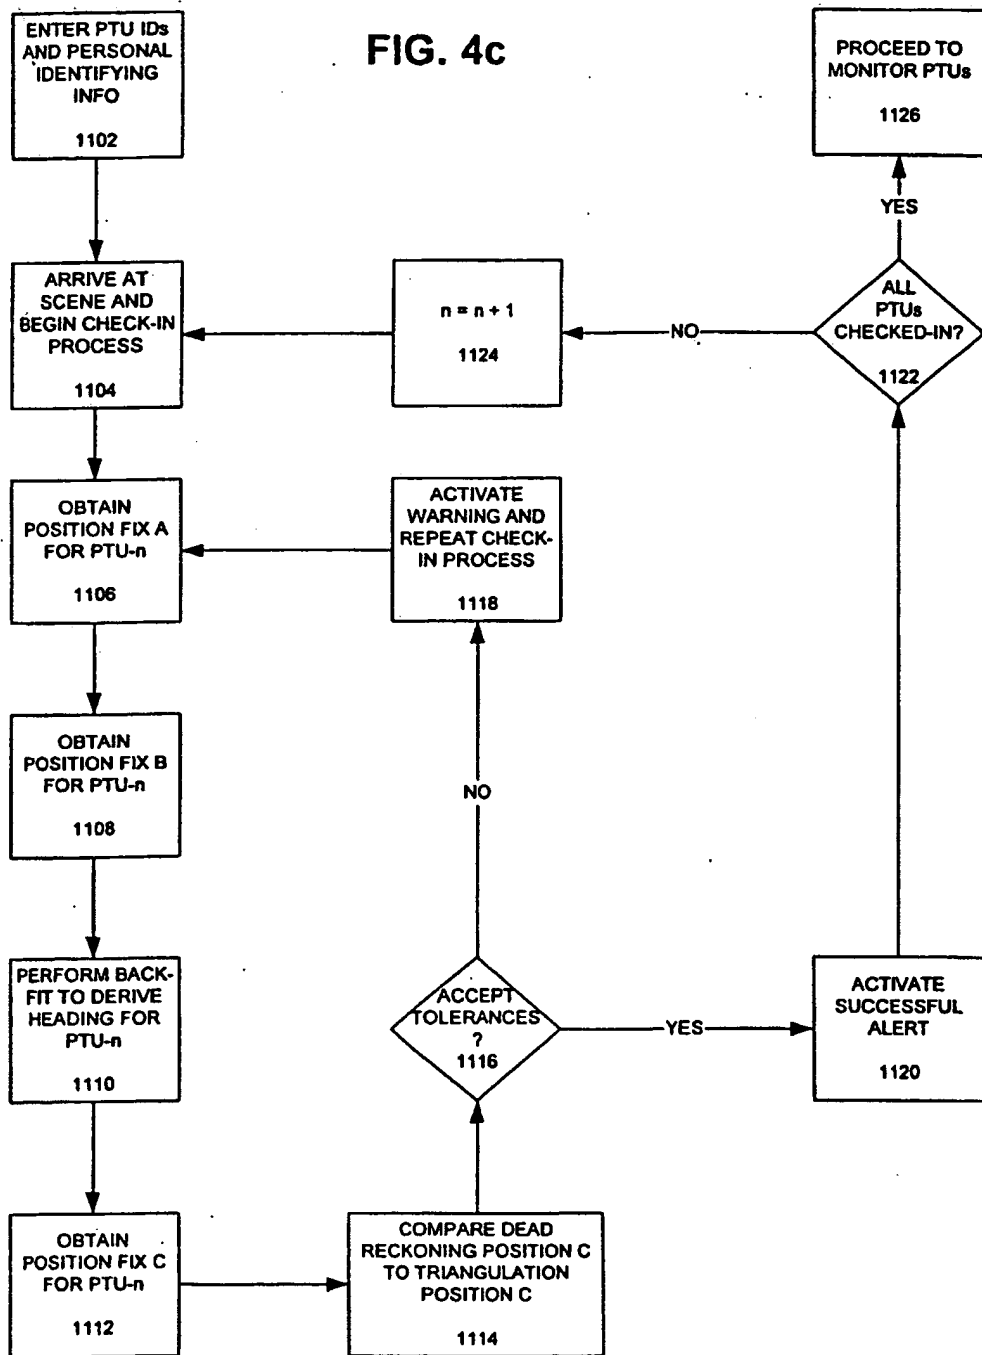 FIG. 4c
ENTER PTU IDs
AND PERSONAL
IDENTIFYING
INFO
1102
ARRIVE AT
SCENE AND
BEGIN CHECK-IN
PROCESS
1104
OBTAIN
POSITION FIX A
FOR PTU-n
1106
OBTAIN
POSITION FIX B
FOR PTU-n
1108
PERFORM BACK-
FIT TO DERIVE
HEADING FOR
PTU-n
1110
OBTAIN
POSITION FIX C
FOR PTU-n
1112
COMPARE DEAD
RECKONING POSITION C
TO TRIANGULATION
POSITION C
1114
ACCEPT
TOLERANCES
?
1116
NO
ACTIVATE
WARNING AND
REPEAT CHECK-
IN PROCESS
1118
YES
ACTIVATE
SUCCESSFUL
ALERT
1120
ALL
PTUs
CHECKED-IN?
1122
NO
n = n + 1
1124
YES
PROCEED TO
MONITOR PTUs
1126